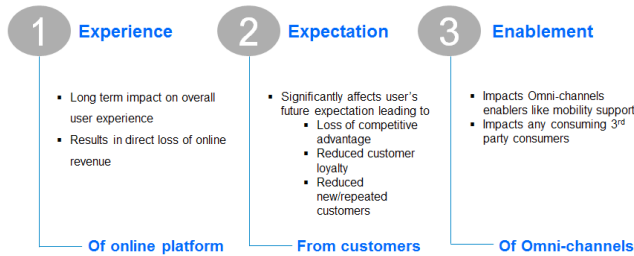 1 Experience
▪ Long term impact on overall
user experience
▪ Results in direct loss of online
revenue
Of online platform
2 Expectation
▪ Significantly affects user's
future expectation leading to
▪ Loss of competitive
advantage
▪ Reduced customer
loyalty
▪ Reduced
new/repeated
customers
From customers
3 Enablement
▪ Impacts Omni-channels
enablers like mobility support
▪ Impacts any consuming 3rd
party consumers
Of Omni-channels